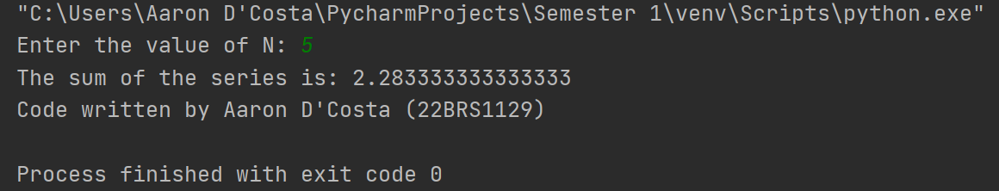 "C:\Users\Aaron D'Costa\PycharmProjects\Semester 1\venv\Scripts\python.exe"
Enter the value of N: 5
The sum of the series is: 2.283333333333333
Code written by Aaron D'Costa (22BRS1129)
Process finished with exit code 0